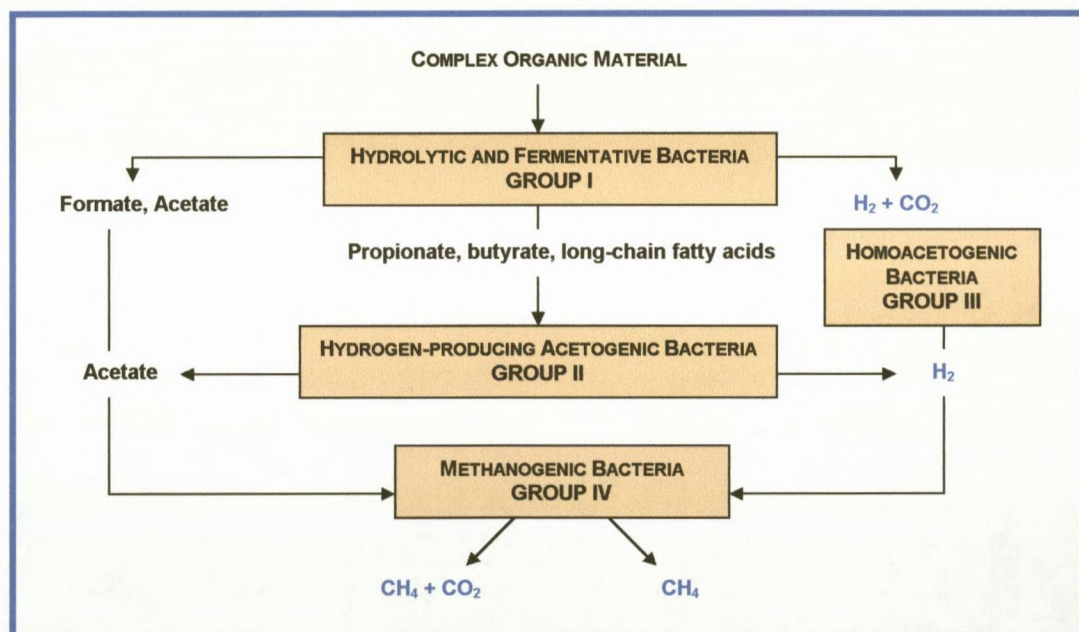 COMPLEX ORGANIC MATERIAL
HYDROLYTIC AND FERMENTATIVE BACTERIA
GROUP I
Formate, Acetate
H₂ + CO₂
Propionate, butyrate, long-chain fatty acids
HOMOACETOGENIC
BACTERIA
GROUP III
HYDROGEN-PRODUCING ACETOGENIC BACTERIA
GROUP II
Acetate
H₂
METHANOGENIC BACTERIA
GROUP IV
CH₄ + CO₂
CH₄